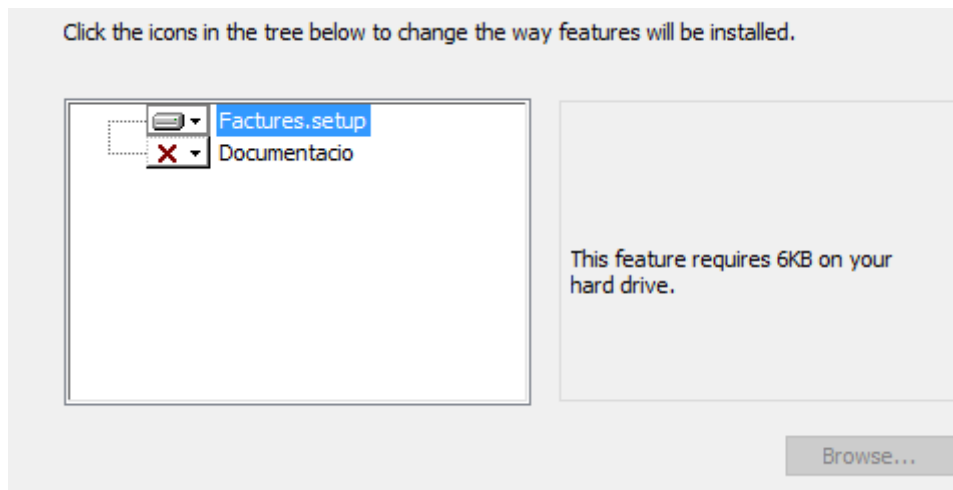 Click the icons in the tree below to change the way features will be installed.
Factures.setup
Documentacio
This feature requires 6KB on your
hard drive.
Browse...